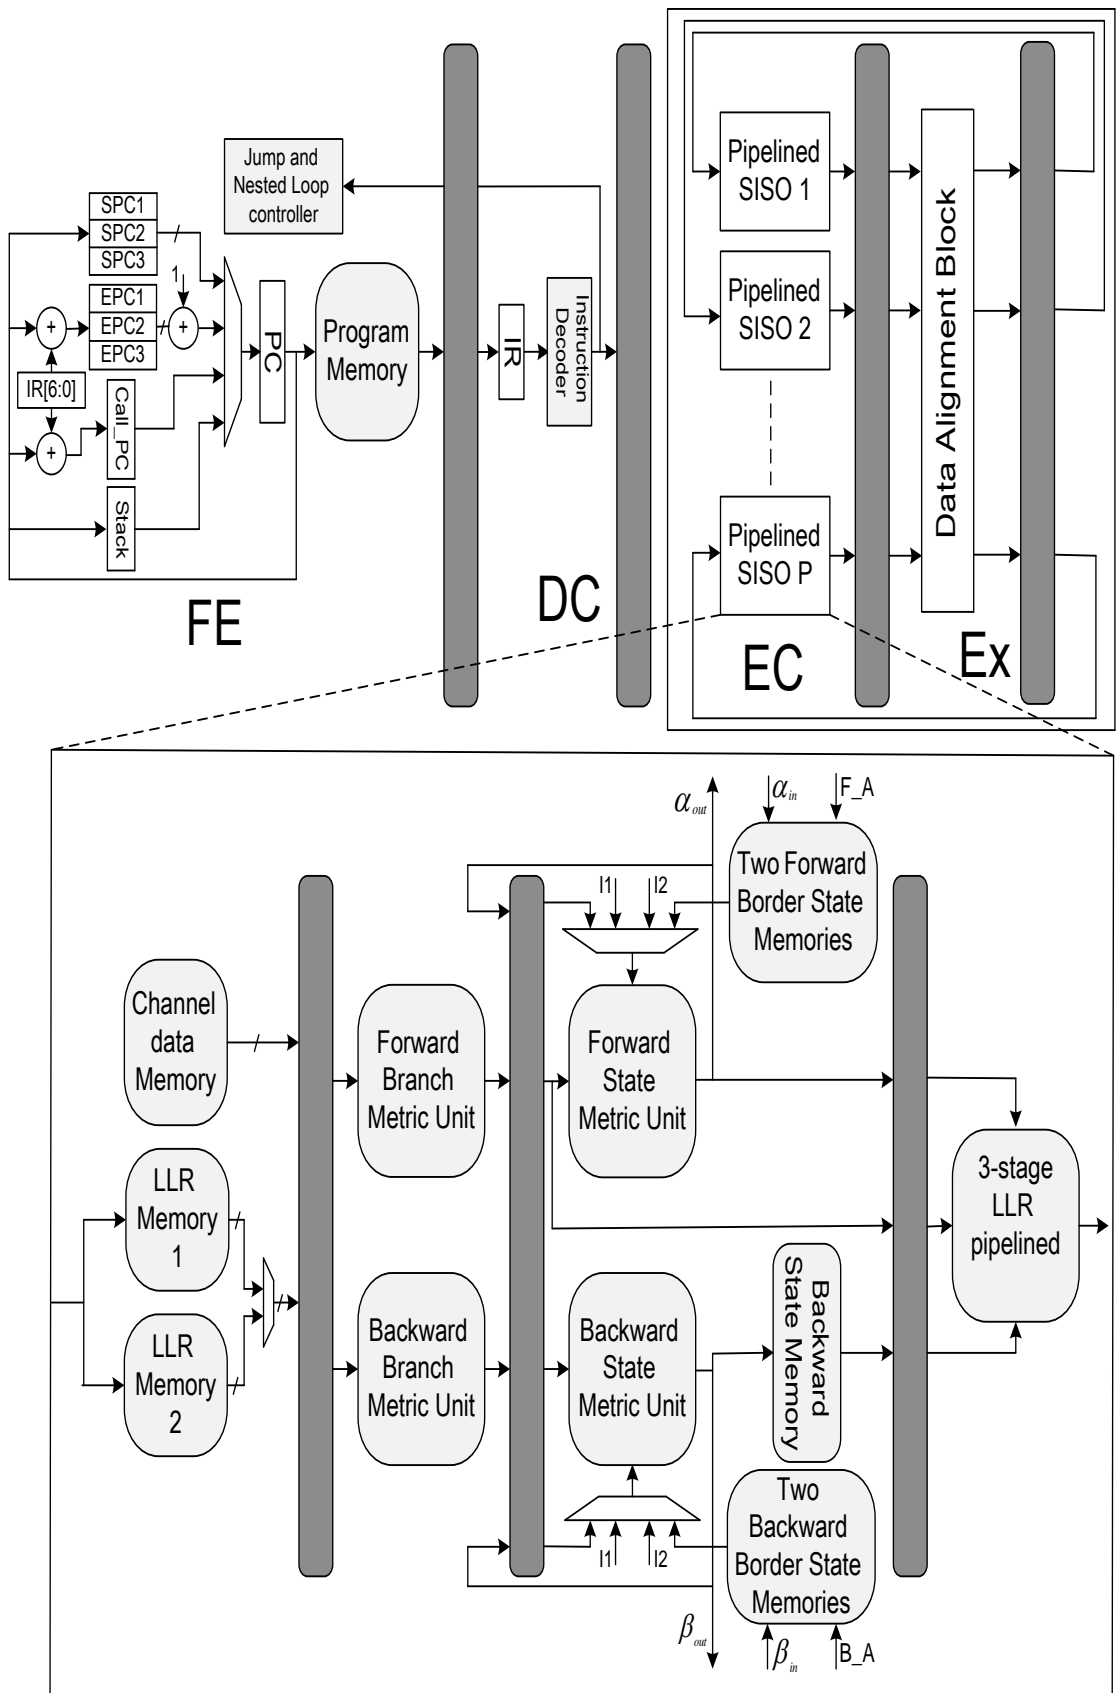 Jump and
Nested Loop
controller
SPC1
SPC2
SPC3
1
EPC1
EPC2
EPC3
+
+
IR[6:0]
+
Call_PC
Stack
PC
Program
Memory
IR
Instruction
Decoder
Pipelined
SISO 1
Pipelined
SISO 2
Pipelined
SISO P
Data Alignment Block
FE
DC
EC
Ex
α out
α in
F_A
Two Forward
Border State
Memories
I1
I2
Channel
data
Memory
Forward
Branch
Metric Unit
Forward
State
Metric Unit
LLR
Memory
1
3-stage
LLR
pipelined
LLR
Memory
2
Backward
Branch
Metric Unit
Backward
State
Metric Unit
Backward
State Memory
Two
Backward
Border State
Memories
I1
I2
β out
β in
B_A